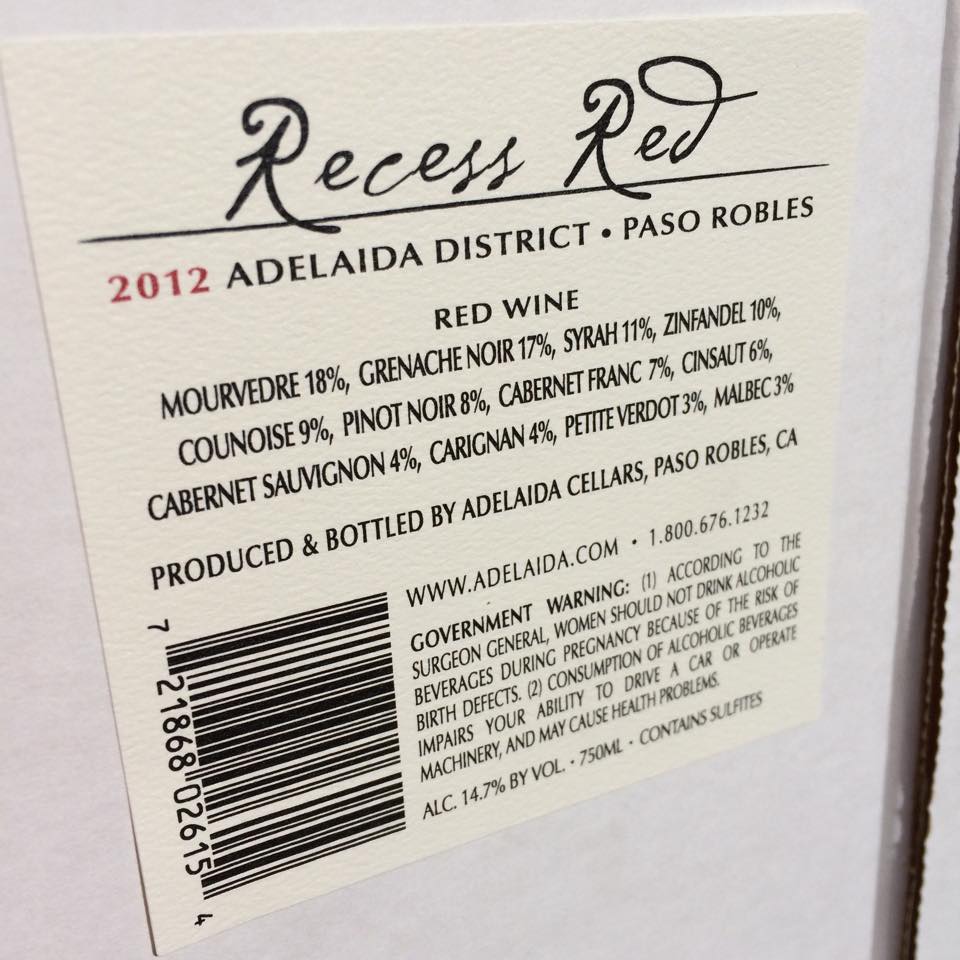 Recess Red
2012 ADELAIDA DISTRICT • PASO ROBLES
RED WINE
MOURVEDRE 18%, GRENACHE NOIR 17%, SYRAH 11%, ZINFANDEL 10%,
COUNOISE 9%, PINOT NOIR 8%, CABERNET FRANC 7%, CINSAUT 6%,
CABERNET SAUVIGNON 4%, CARIGNAN 4%, PETITE VERDOT 3%, MALBEC 3%
PRODUCED & BOTTLED BY ADELAIDA CELLARS, PASO ROBLES, CA
WWW.ADELAIDA.COM • 1.800.676.1232
GOVERNMENT WARNING: (1) ACCORDING TO THE
SURGEON GENERAL, WOMEN SHOULD NOT DRINK ALCOHOLIC
BEVERAGES DURING PREGNANCY BECAUSE OF THE RISK OF
BIRTH DEFECTS. (2) CONSUMPTION OF ALCOHOLIC BEVERAGES
IMPAIRS YOUR ABILITY TO DRIVE A CAR OR OPERATE
MACHINERY, AND MAY CAUSE HEALTH PROBLEMS.
ALC. 14.7% BY VOL. • 750ML • CONTAINS SULFITES
7 21868 02615 4